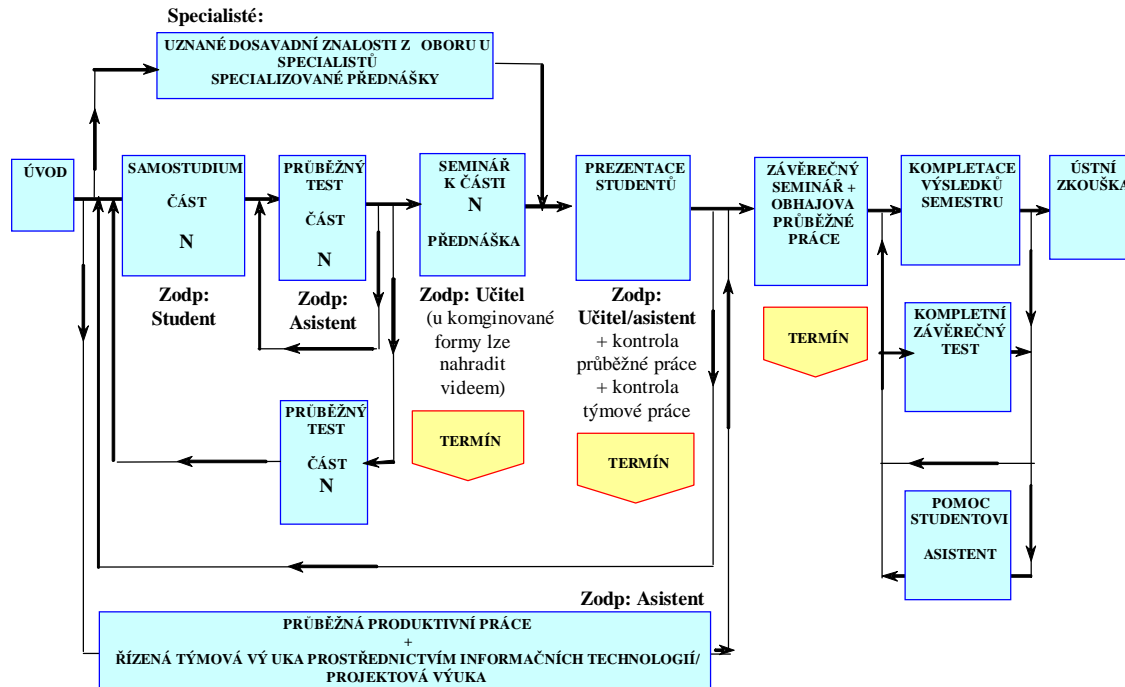 Specialisté:
UZNANÉ DOSAVADNÍ ZNALOSTI Z OBORU U
SPECIALISTŮ
SPECIALIZOVANÉ PŘEDNÁŠKY
ÚVOD
SAMOSTUDIUM
ČÁST
N
Zodp:
Student
PRŮBĚŽNÝ
TEST
ČÁST
N
Zodp:
Asistent
SEMINÁŘ
K ČÁSTI
N
PŘEDNÁŠKA
Zodp: Učitel
(u komginované
formy lze
nahradit
videem)
TERMÍN
PREZENTACE
STUDENTŮ
Zodp:
Učitel/asistent
+ kontrola
průběžné práce
+ kontrola
týmové práce
TERMÍN
ZÁVĚREČNÝ
SEMINÁŘ +
OBHAJOVA
PRŮBĚŽNÉ
PRÁCE
TERMÍN
KOMPLETACE
VÝSLEDKŮ
SEMESTRU
ÚSTNÍ
ZKOUŠKA
KOMPLETNÍ
ZÁVĚREČNÝ
TEST
PRŮBĚŽNÝ
TEST
ČÁST
N
POMOC
STUDENTOVI
ASISTENT
Zodp: Asistent
PRŮBĚŽNÁ PRODUKTIVNÍ PRÁCE
+
ŘÍZENÁ TÝMOVÁ VÝ UKA PROSTŘEDNICTVÍM INFORMAČNÍCH TECHNOLOGIÍ/
PROJEKTOVÁ VÝUKA